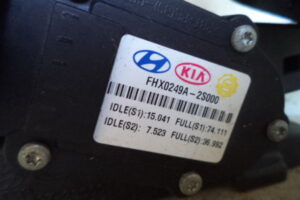 KIA
FHX0249A-2S000
IDLE(S1):15.041 FULL(S1):74.111
IDLE(S2): 7.523 FULL(S2):36.992